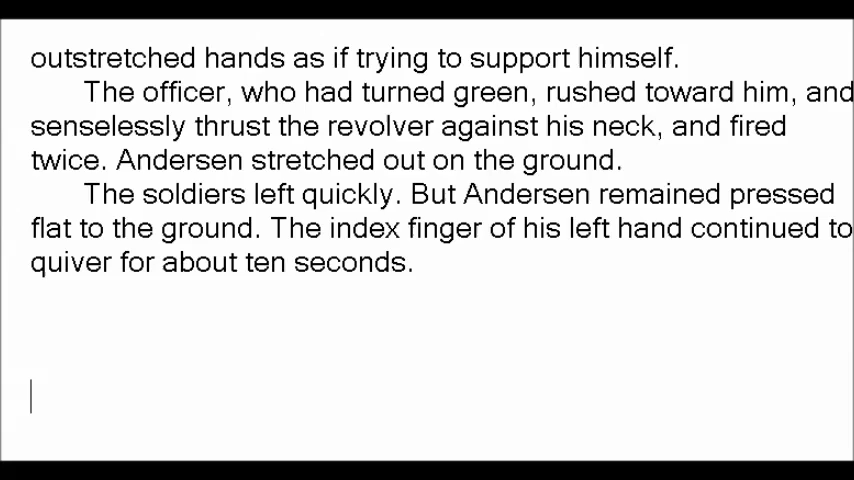 outstretched hands as if trying to support himself.
The officer, who had turned green, rushed toward him, and
senselessly thrust the revolver against his neck, and fired
twice. Andersen stretched out on the ground.
The soldiers left quickly. But Andersen remained pressed
flat to the ground. The index finger of his left hand continued to
quiver for about ten seconds.